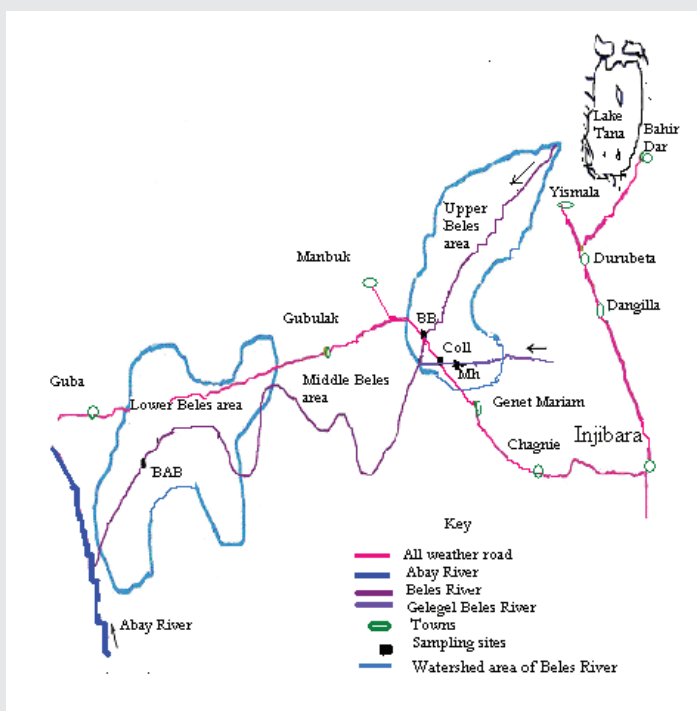 Lake
Tana
Bahir
Dar
Yismala
Upper
Beles
area
Manbuk
Durubeta
Dangilla
BB
Gubulak
Coll
Mh
Middle Beles
area
Guba
Lower Beles area
Genet Mariam
Injibara
Chagnie
BAB
Key
All weather road
Abay River
Beles River
Gelegel Beles River
Towns
Sampling sites
Watershed area of Beles River
Abay River